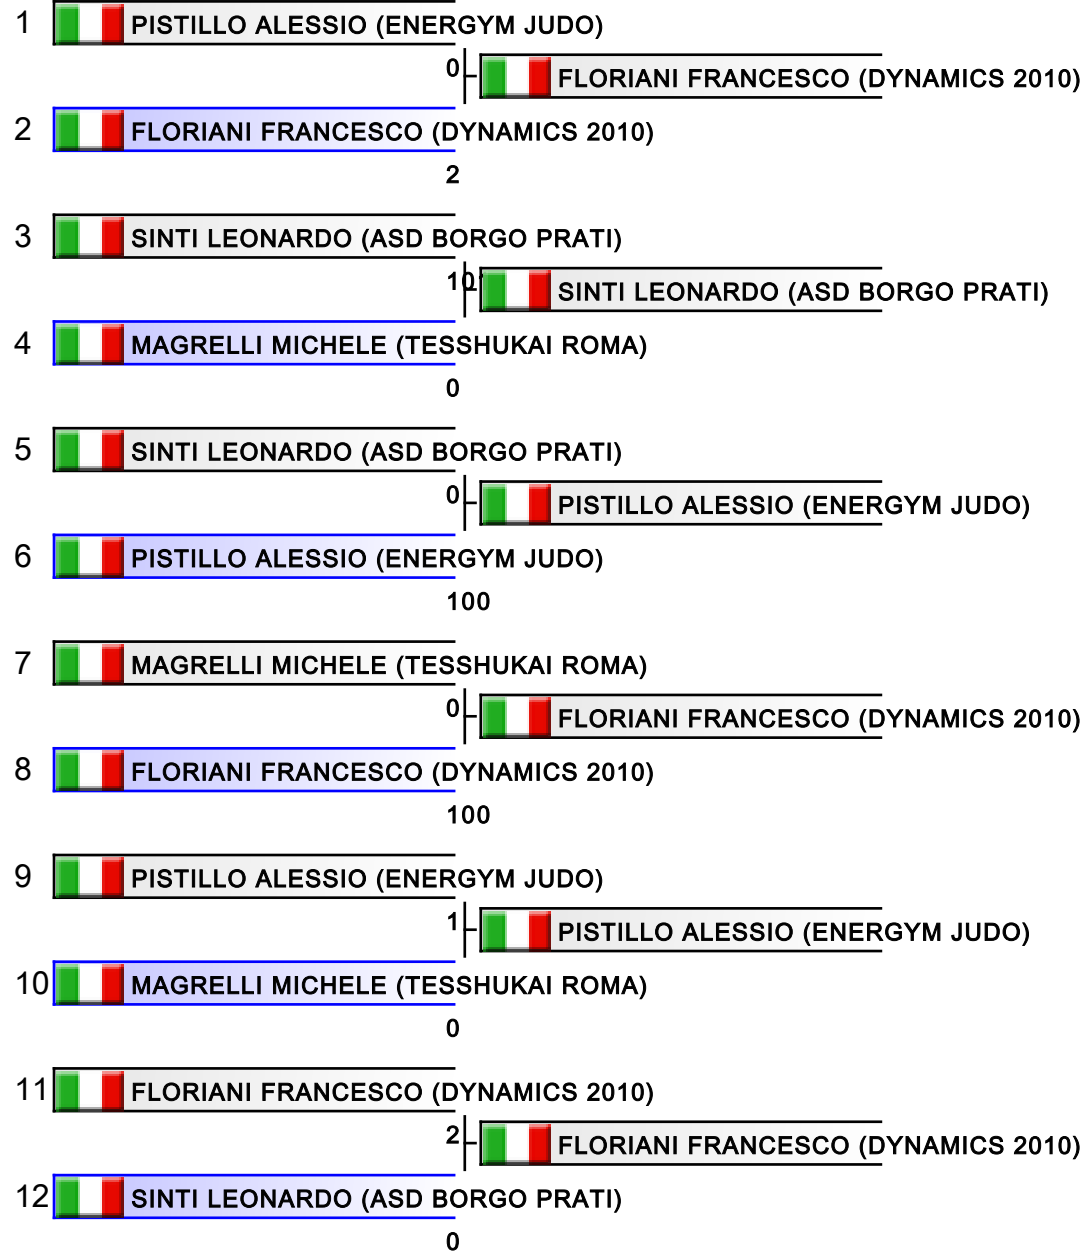 1 PISTILLO ALESSIO (ENERGYM JUDO)
0 FLORIANI FRANCESCO (DYNAMICS 2010)
2 FLORIANI FRANCESCO (DYNAMICS 2010)
2
3 SINTI LEONARDO (ASD BORGO PRATI)
SINTI LEONARDO (ASD BORGO PRATI)
4 MAGRELLI MICHELE (TESSHUKAI ROMA)
0
5 SINTI LEONARDO (ASD BORGO PRATI)
0 PISTILLO ALESSIO (ENERGYM JUDO)
6 PISTILLO ALESSIO (ENERGYM JUDO)
100
7 MAGRELLI MICHELE (TESSHUKAI ROMA)
0 FLORIANI FRANCESCO (DYNAMICS 2010)
8 FLORIANI FRANCESCO (DYNAMICS 2010)
100
9 PISTILLO ALESSIO (ENERGYM JUDO)
1 PISTILLO ALESSIO (ENERGYM JUDO)
10 MAGRELLI MICHELE (TESSHUKAI ROMA)
0
11 FLORIANI FRANCESCO (DYNAMICS 2010)
2 FLORIANI FRANCESCO (DYNAMICS 2010)
12 SINTI LEONARDO (ASD BORGO PRATI)
0